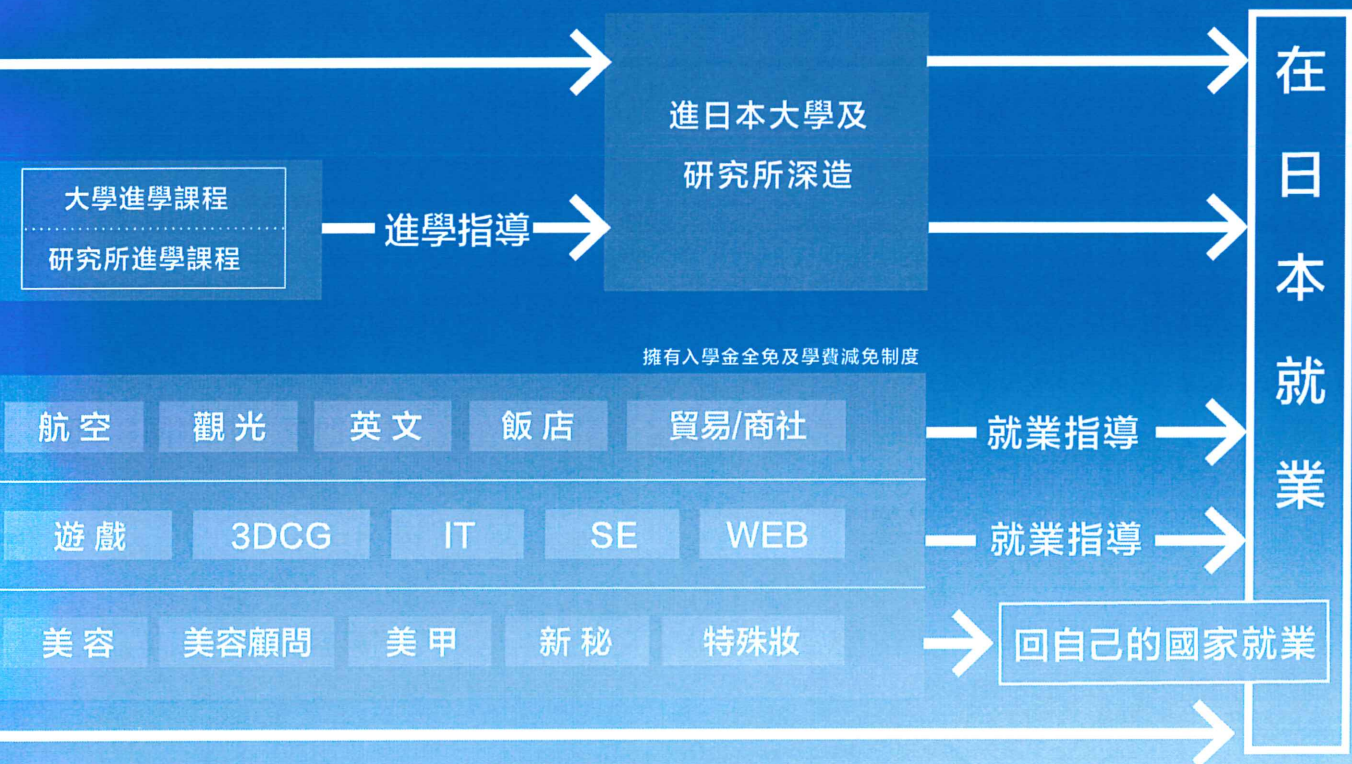 進日本大學及
研究所深造
大學進學課程
研究所進學課程
進學指導
擁有入學金全免及學費減免制度
航空 觀光 英文 飯店 貿易/商社
就業指導
遊戲 3DCG IT SE WEB
就業指導
美容 美容顧問 美甲 新秘 特殊妝
回自己的國家就業
在日本就業